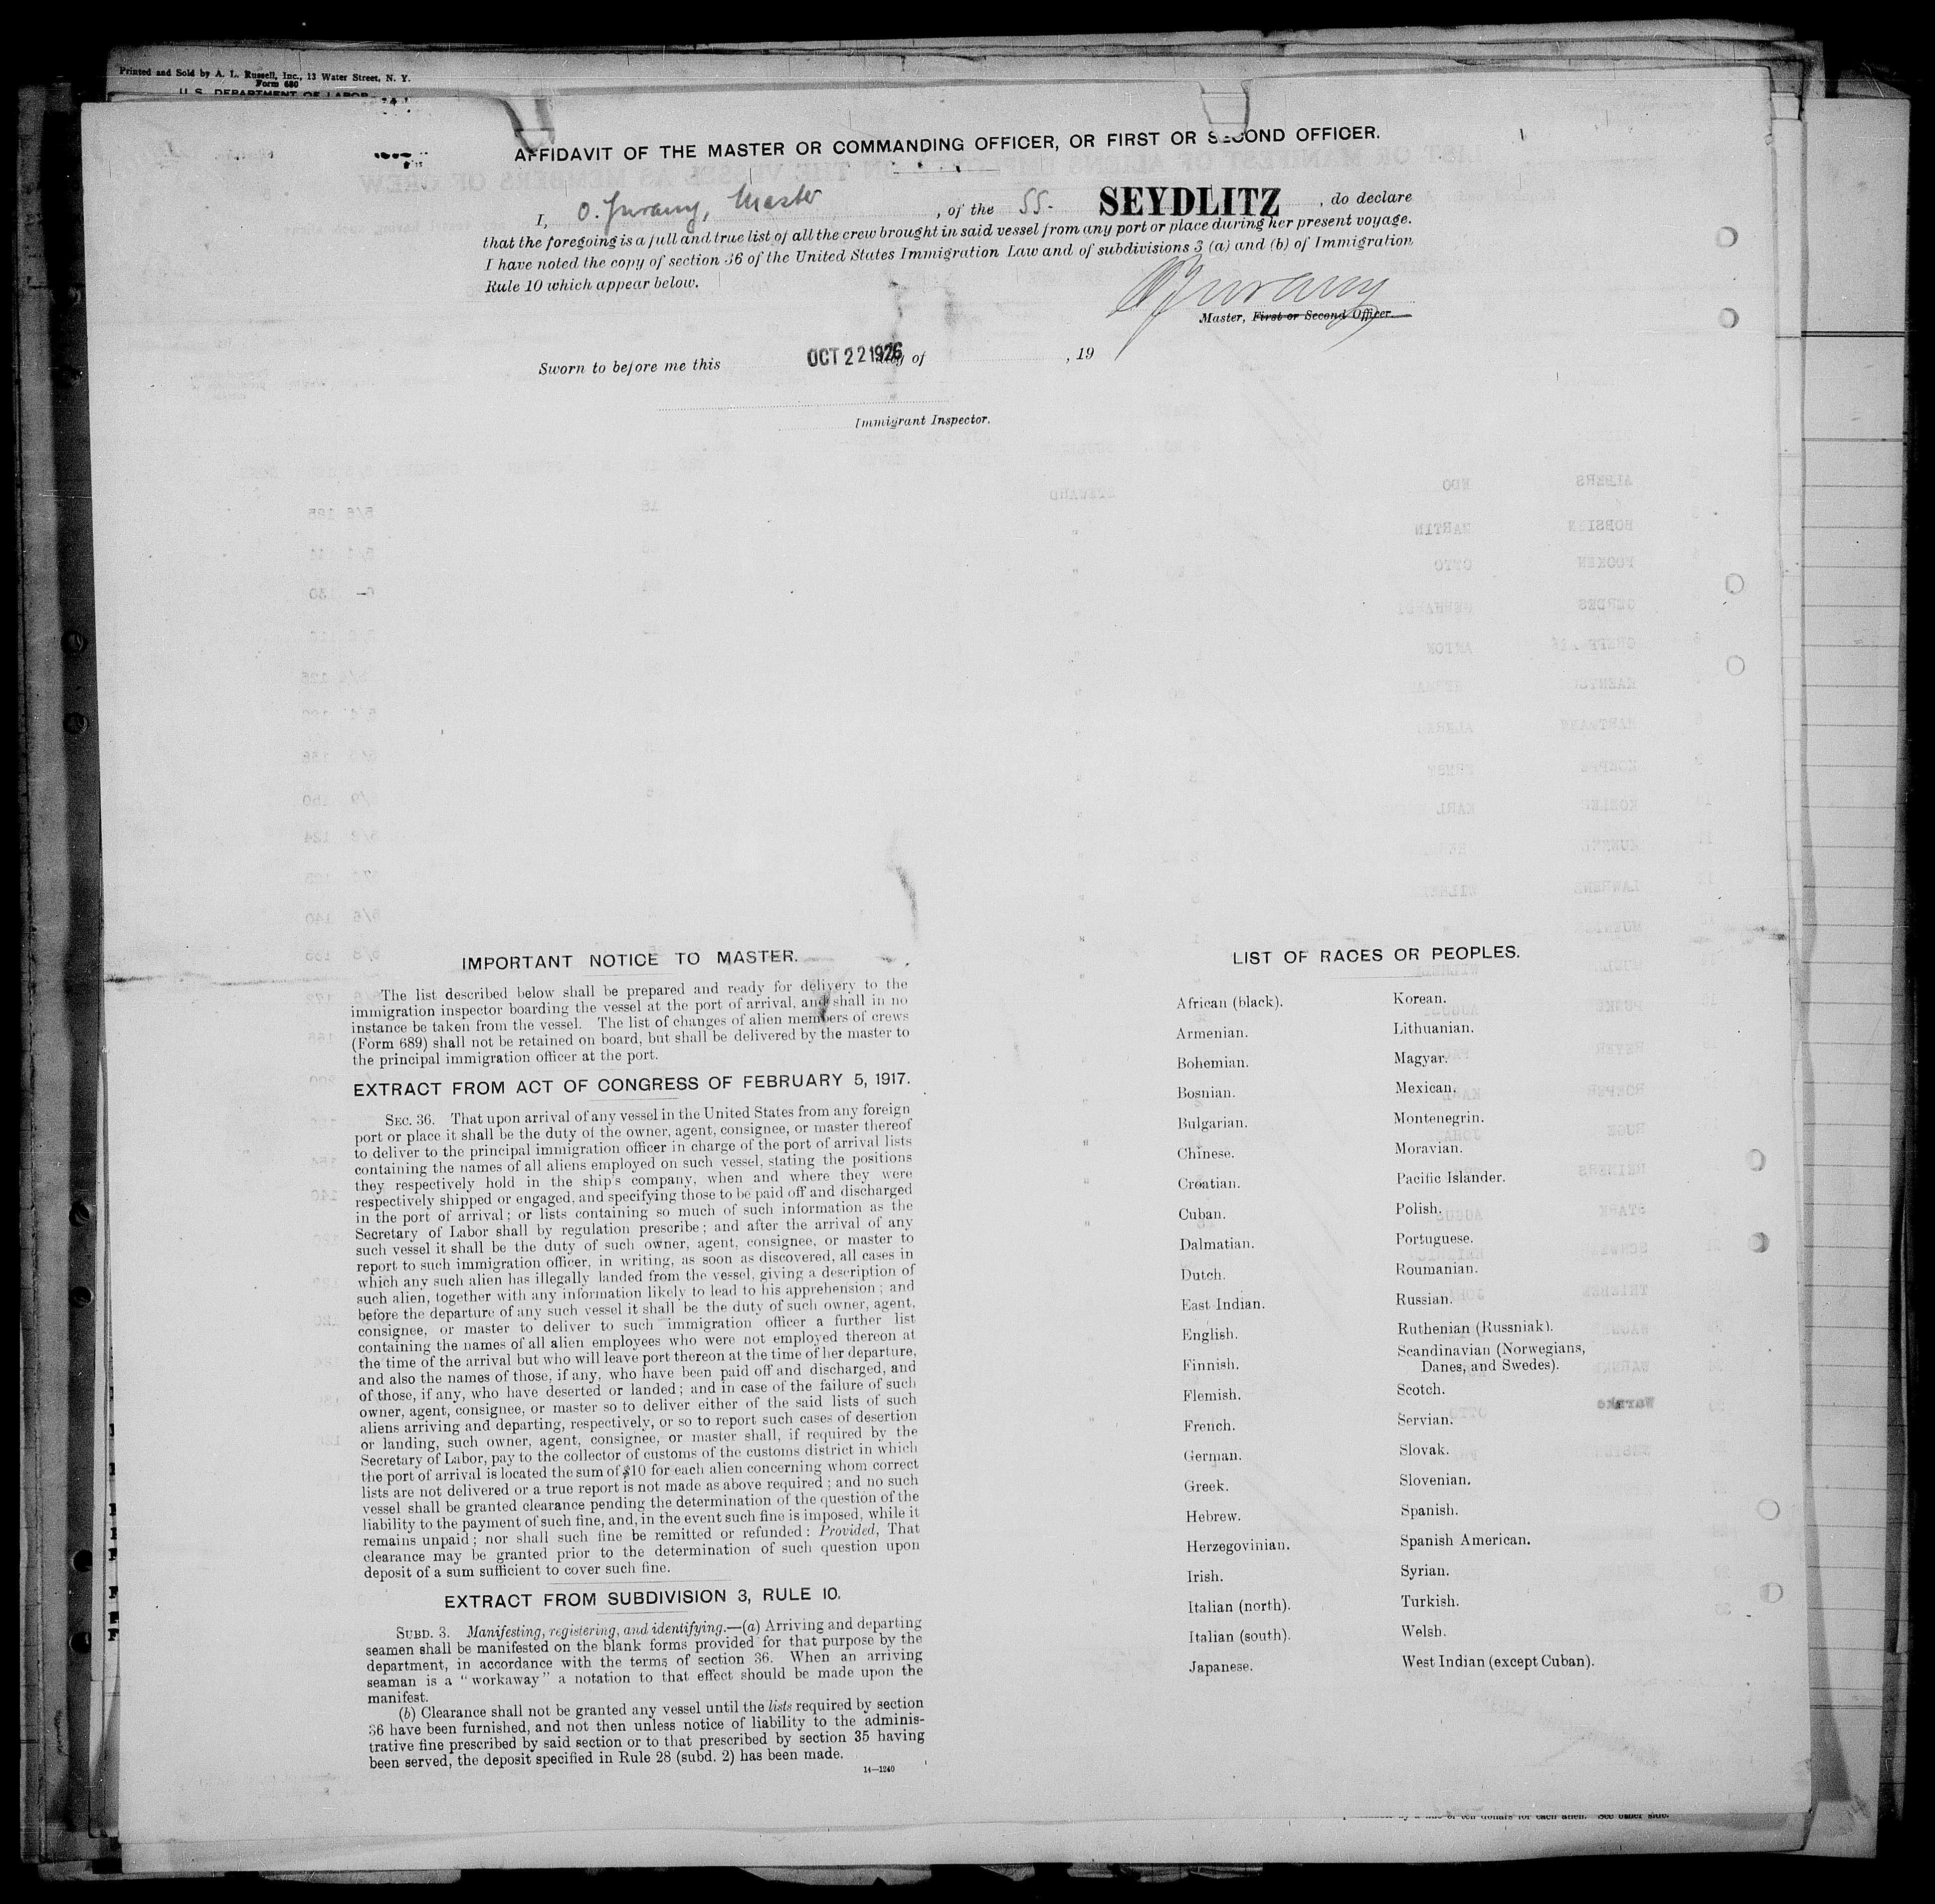 Printed and Sold by A. L. Russell, Inc., 13 Water Street, N. Y.
Form 680
U. S. DEPARTMENT OF LABOR
AFFIDAVIT OF THE MASTER OR COMMANDING OFFICER, OR FIRST OR SECOND OFFICER.
I, O. , Master , of the SS. SEYDLITZ , do declare
that the foregoing is a full and true list of all the crew brought in said vessel from any port or place during her present voyage.
I have noted the copy of section 36 of the United States Immigration Law and of subdivisions 3 (a) and (b) of Immigration
Rule 10 which appear below.
Master, First or Second Officer.
Sworn to before me this OCT 22 1926 day of , 19
Immigrant Inspector.
IMPORTANT NOTICE TO MASTER.
The list described below shall be prepared and ready for delivery to the
immigration inspector boarding the vessel at the port of arrival, and shall in no
instance be taken from the vessel. The list of changes of alien members of crews
(Form 689) shall not be retained on board, but shall be delivered by the master to
the principal immigration officer at the port.
EXTRACT FROM ACT OF CONGRESS OF FEBRUARY 5, 1917.
SEC. 36. That upon arrival of any vessel in the United States from any foreign
port or place it shall be the duty of the owner, agent, consignee, or master thereof
to deliver to the principal immigration officer in charge of the port of arrival lists
containing the names of all aliens employed on such vessel, stating the positions
they respectively hold in the ship's company, when and where they were
respectively shipped or engaged, and specifying those to be paid off and discharged
in the port of arrival; or lists containing so much of such information as the
Secretary of Labor shall by regulation prescribe; and after the arrival of any
such vessel it shall be the duty of such owner, agent, consignee, or master to
report to such immigration officer, in writing, as soon as discovered, all cases in
which any such alien has illegally landed from the vessel, giving a description of
such alien, together with any information likely to lead to his apprehension; and
before the departure of any such vessel it shall be the duty of such owner, agent,
consignee, or master to deliver to such immigration officer a further list
containing the names of all alien employees who were not employed thereon at
the time of the arrival but who will leave port thereon at the time of her departure,
and also the names of those, if any, who have been paid off and discharged, and
of those, if any, who have deserted or landed; and in case of the failure of such
owner, agent, consignee, or master so to deliver either of the said lists of such
aliens arriving and departing, respectively, or so to report such cases of desertion
or landing, such owner, agent, consignee, or master shall, if required by the
Secretary of Labor, pay to the collector of customs of the customs district in which
the port of arrival is located the sum of $10 for each alien concerning whom correct
lists are not delivered or a true report is not made as above required; and no such
vessel shall be granted clearance pending the determination of the question of the
liability to the payment of such fine, and, in the event such fine is imposed, while it
remains unpaid; nor shall such fine be remitted or refunded: Provided, That
clearance may be granted prior to the determination of such question upon
deposit of a sum sufficient to cover such fine.
EXTRACT FROM SUBDIVISION 3, RULE 10.
SUBD. 3. Manifesting, registering, and identifying.—(a) Arriving and departing
seamen shall be manifested on the blank forms provided for that purpose by the
department, in accordance with the terms of section 36. When an arriving
seaman is a "workaway" a notation to that effect should be made upon the
manifest.
(b) Clearance shall not be granted any vessel until the lists required by section
36 have been furnished, and not then unless notice of liability to the adminis-
trative fine prescribed by said section or to that prescribed by section 35 having
been served, the deposit specified in Rule 28 (subd. 2) has been made.
14—1240
LIST OF RACES OR PEOPLES.
African (black).
Armenian.
Bohemian.
Bosnian.
Bulgarian.
Chinese.
Croatian.
Cuban.
Dalmatian.
Dutch.
East Indian.
English.
Finnish.
Flemish.
French.
German.
Greek.
Hebrew.
Herzegovinian.
Irish.
Italian (north).
Italian (south).
Japanese.
Korean.
Lithuanian.
Magyar.
Mexican.
Montenegrin.
Moravian.
Pacific Islander.
Polish.
Portuguese.
Roumanian.
Russian.
Ruthenian (Russniak).
Scandinavian (Norwegians,
Danes, and Swedes).
Scotch.
Servian.
Slovak.
Slovenian.
Spanish.
Spanish American.
Syrian.
Turkish.
Welsh.
West Indian (except Cuban).
of ten dollars for each alien. See other side.